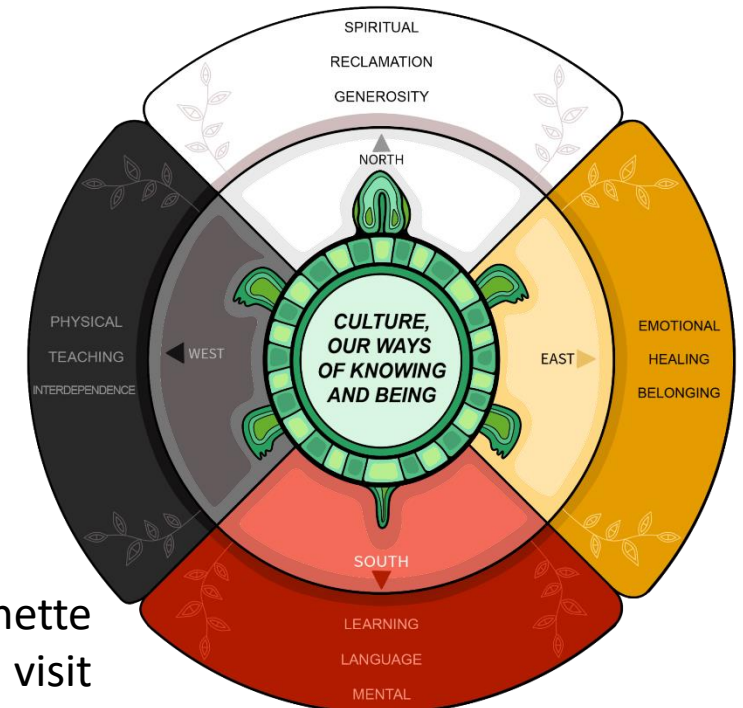 SPIRITUAL
RECLAMATION
GENEROSITY
NORTH
PHYSICAL
TEACHING
INTERDEPENDENCE
WEST
CULTURE,
OUR WAYS
OF KNOWING
AND BEING
EAST
EMOTIONAL
HEALING
BELONGING
SOUTH
LEARNING
LANGUAGE
MENTAL
visit